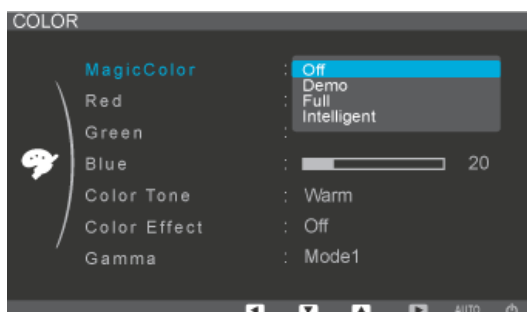 COLOR
MagicColor : Off
Demo
Red : Full
Intelligent
Green :
Blue : 20
Color Tone : Warm
Color Effect : Off
Gamma : Mode1
AUTO